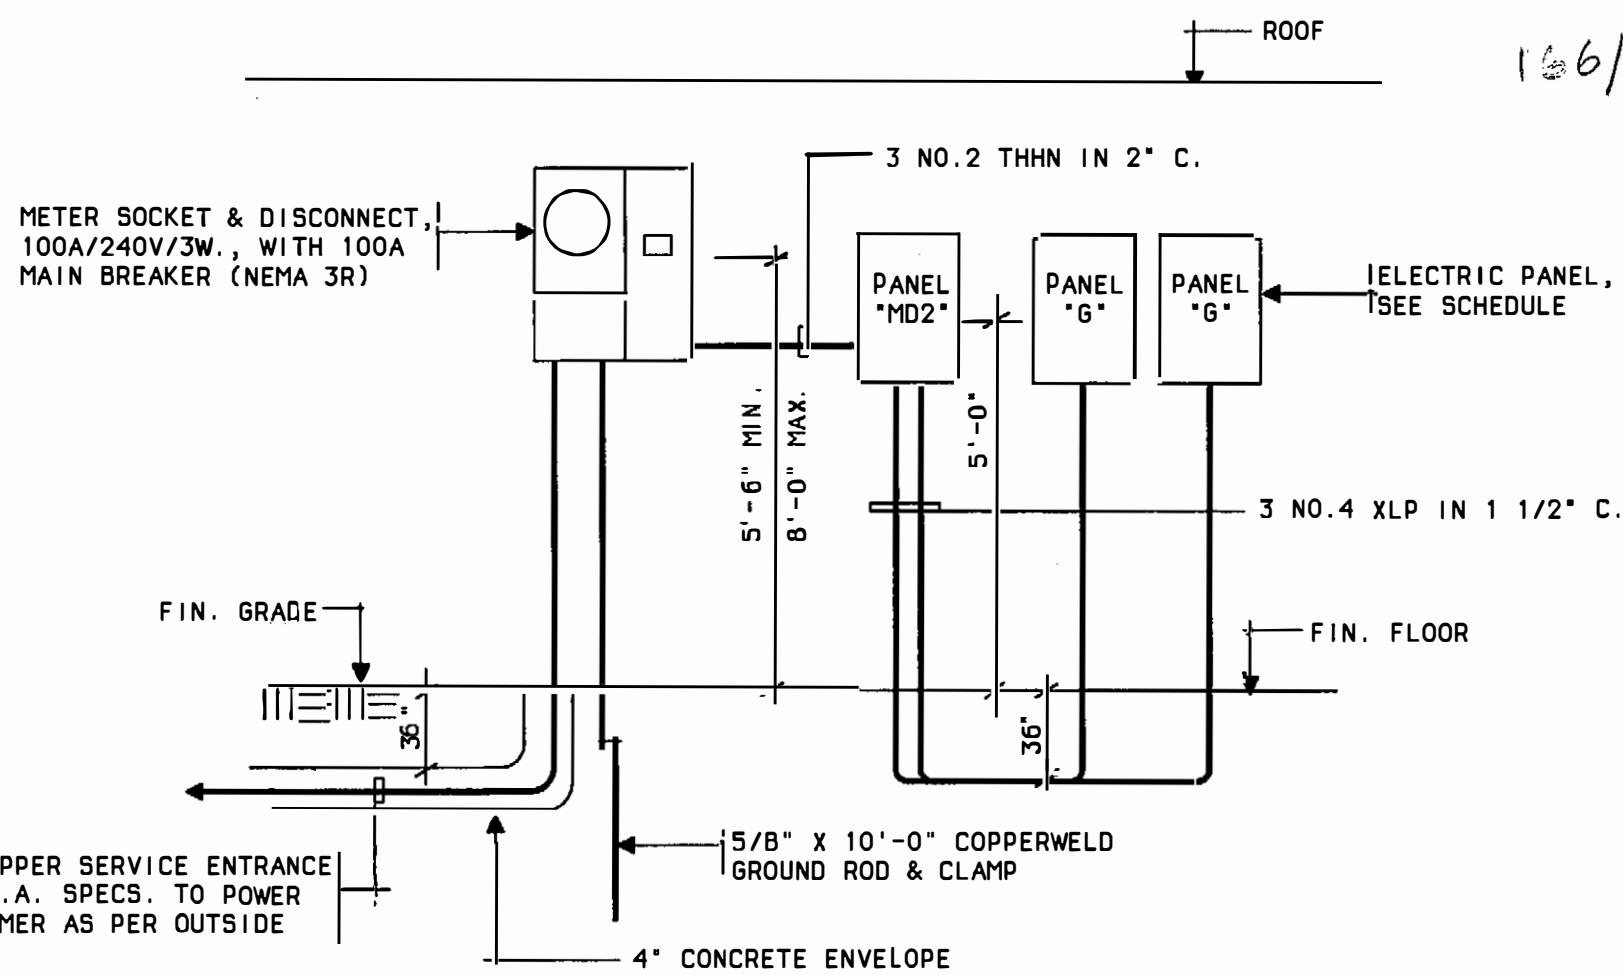 ROOF
3 NO.2 THHN IN 2" C.
METER SOCKET & DISCONNECT,
100A/240V/3W., WITH 100A
MAIN BREAKER (NEMA 3R)
PANEL
"MD2"
PANEL
"G"
PANEL
"G"
ELECTRIC PANEL,
SEE SCHEDULE
5'-6" MIN.
8'-0" MAX.
5'-0"
3 NO.4 XLP IN 1 1/2" C.
FIN. GRADE
FIN. FLOOR
36"
36"
5/8" X 10'-0" COPPERWELD
GROUND ROD & CLAMP
PPER SERVICE ENTRANCE
.A. SPECS. TO POWER
MER AS PER OUTSIDE
4" CONCRETE ENVELOPE